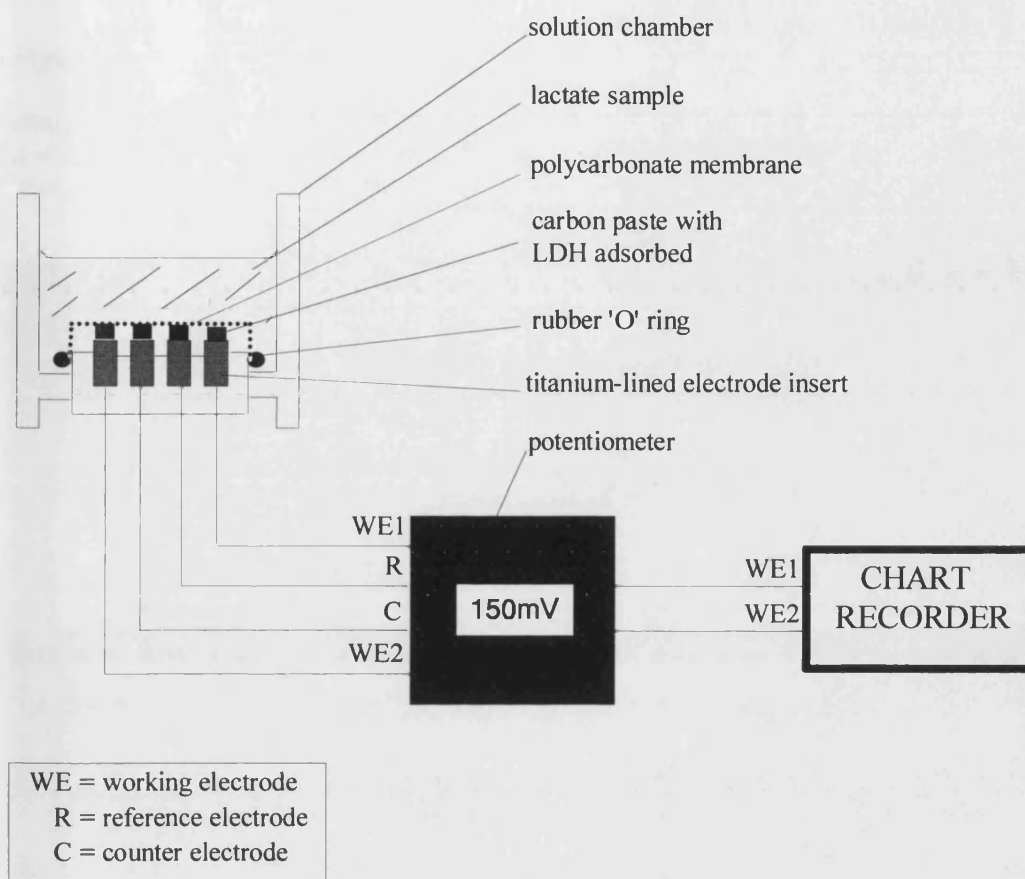 solution chamber
lactate sample
polycarbonate membrane
carbon paste with
LDH adsorbed
rubber 'O' ring
titanium-lined electrode insert
potentiometer
WE1
R
C
WE2
150mV
WE1
WE2
CHART
RECORDER
WE = working electrode
R = reference electrode
C = counter electrode